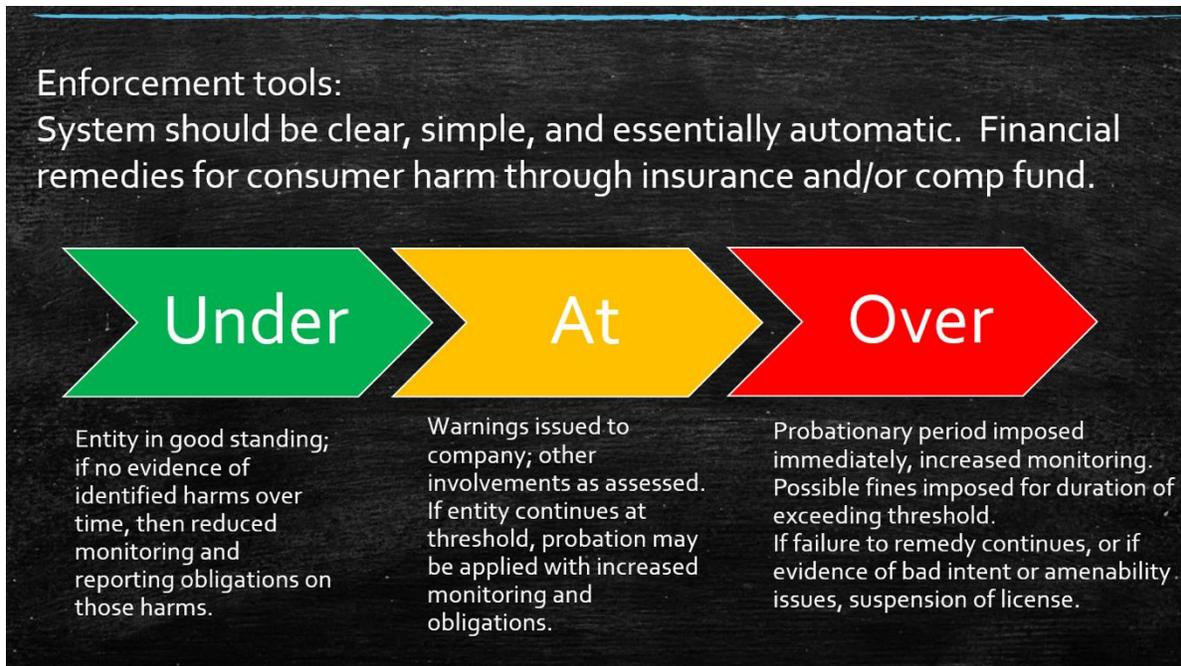 Enforcement tools:
System should be clear, simple, and essentially automatic.  Financial
remedies for consumer harm through insurance and/or comp fund.
Under
At
Over
Entity in good standing;
if no evidence of
identified harms over
time, then reduced
monitoring and
reporting obligations on
those harms.
Warnings issued to
company; other
involvements as assessed.
If entity continues at
threshold, probation may
be applied with increased
monitoring and
obligations.
Probationary period imposed
immediately, increased monitoring.
Possible fines imposed for duration of
exceeding threshold.
If failure to remedy continues, or if
evidence of bad intent or amenability
issues, suspension of license.